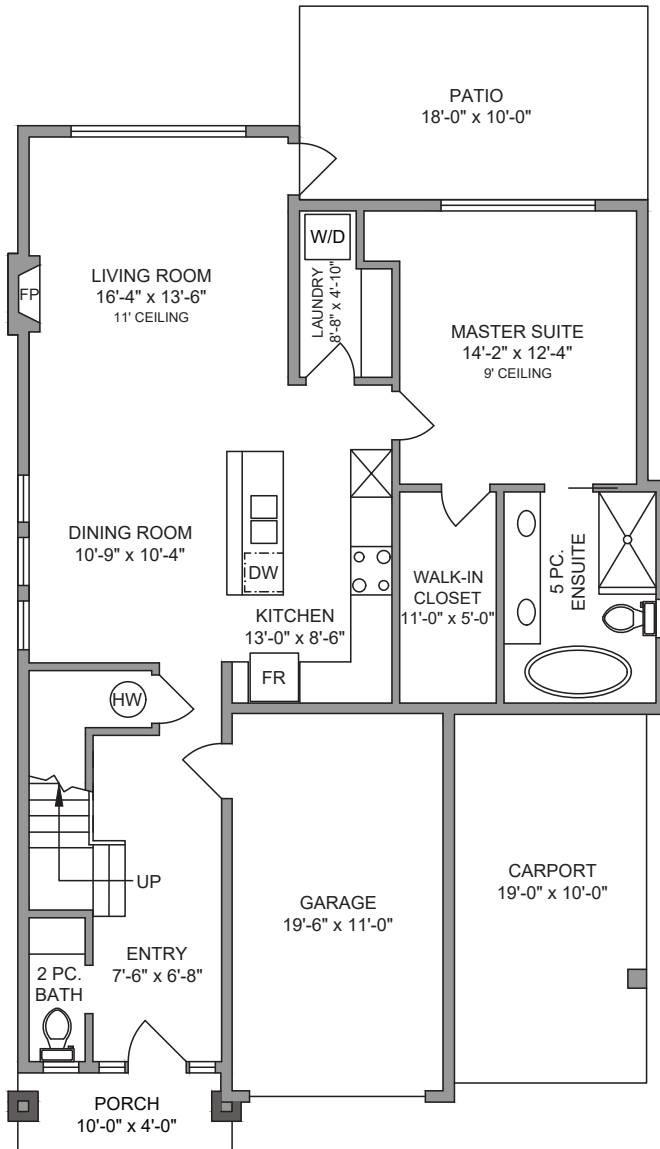 PATIO
18'-0" x 10'-0"
W/D
LAUNDRY
8'-8" x 4'-10"
LIVING ROOM
16'-4" x 13'-6"
11' CEILING
FP
MASTER SUITE
14'-2" x 12'-4"
9' CEILING
DINING ROOM
10'-9" x 10'-4"
DW
KITCHEN
13'-0" x 8'-6"
FR
WALK-IN
CLOSET
11'-0" x 5'-0"
5 PC.
ENSUITE
HW
UP
GARAGE
19'-6" x 11'-0"
CARPORT
19'-0" x 10'-0"
ENTRY
7'-6" x 6'-8"
2 PC.
BATH
PORCH
10'-0" x 4'-0"